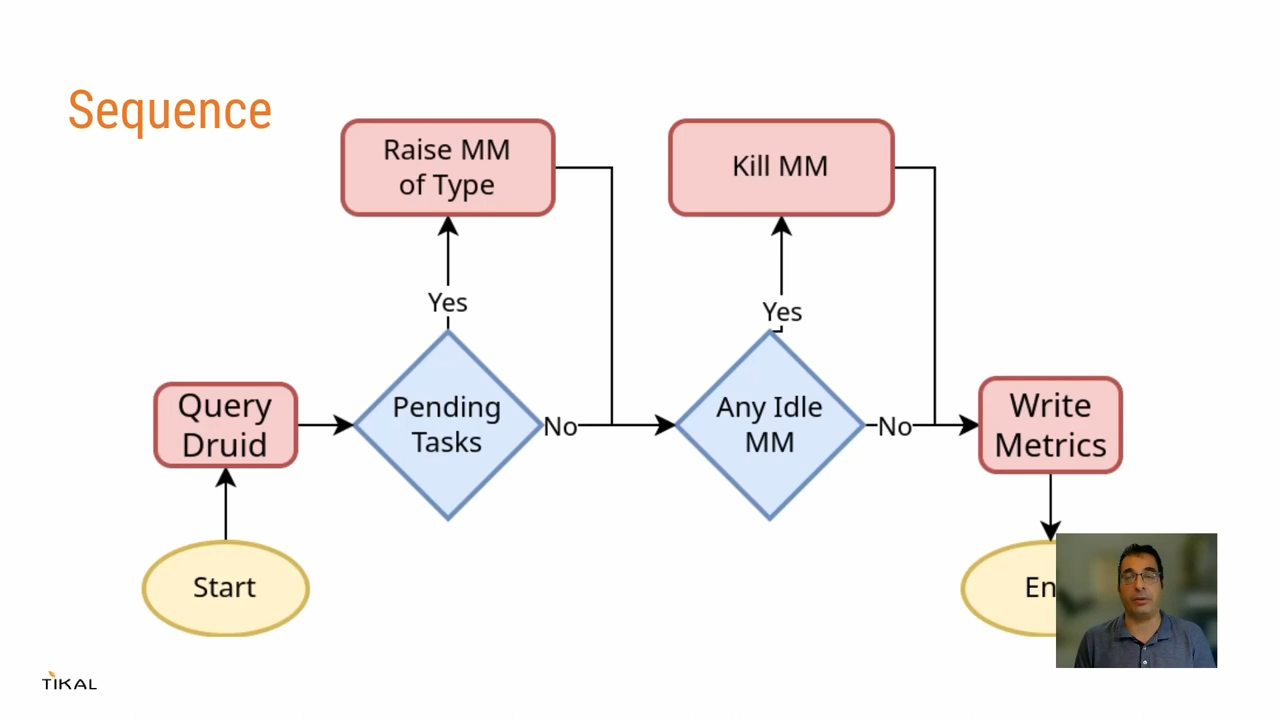 Sequence
Raise MM
of Type
Kill MM
Yes
Yes
Query
Druid
Pending
Tasks
No
Any Idle
MM
No
Write
Metrics
Start
En
TIKAL